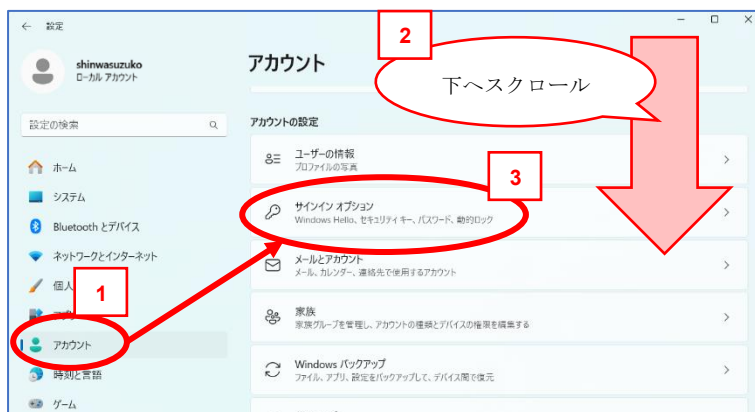 ← 設定
2
shinwasuzuko
ローカル アカウント
アカウント
下へスクロール
設定の検索
アカウントの設定
ホーム
ユーザーの情報
プロファイルの写真
3
システム
サインイン オプション
Windows Hello、セキュリティ キー、パスワード、動的ロック
Bluetooth とデバイス
ネットワークとインターネット
メールとアカウント
メール、カレンダー、連絡先で使用するアカウント
個人
1
家族
家族グループを管理し、アカウントの種類とデバイスの権限を編集する
アカウント
時刻と言語
Windows バックアップ
ファイル、アプリ、設定をバックアップして、デバイス間で復元
ゲーム